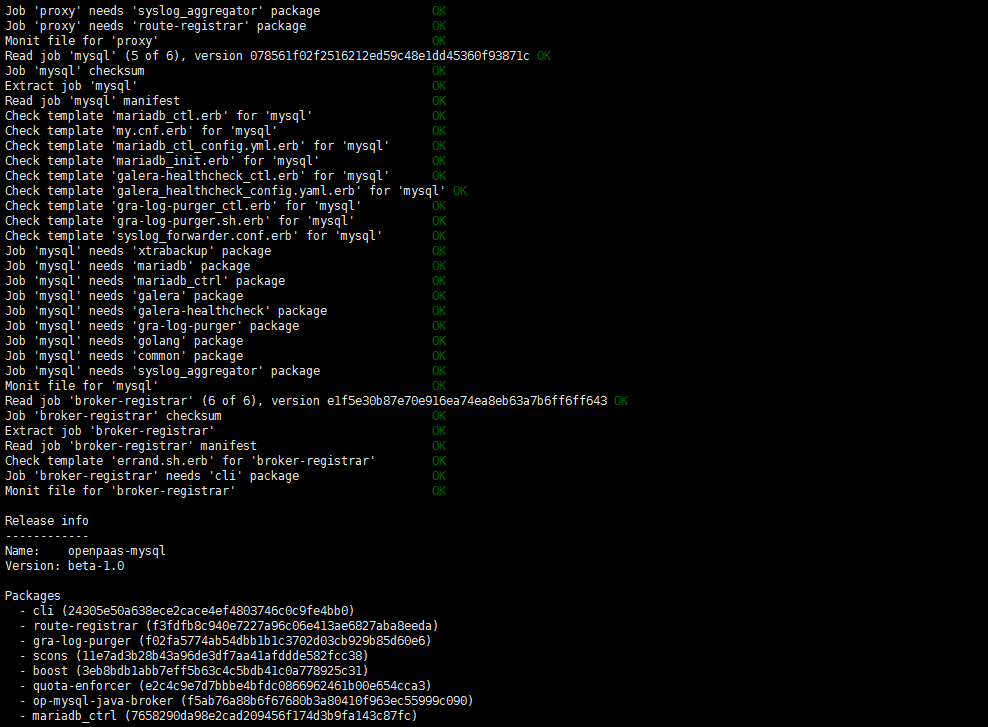 Job 'proxy' needs 'syslog_aggregator' package OK
Job 'proxy' needs 'route-registrar' package OK
Monit file for 'proxy' OK
Read job 'mysql' (5 of 6), version 078561f02f2516212ed59c48e1dd45360f93871c OK
Job 'mysql' checksum OK
Extract job 'mysql' OK
Read job 'mysql' manifest OK
Check template 'mariadb_ctl.erb' for 'mysql' OK
Check template 'my.cnf.erb' for 'mysql' OK
Check template 'mariadb_ctl_config.yml.erb' for 'mysql' OK
Check template 'mariadb_init.erb' for 'mysql' OK
Check template 'galera-healthcheck_ctl.erb' for 'mysql' OK
Check template 'galera_healthcheck_config.yaml.erb' for 'mysql' OK
Check template 'gra-log-purger_ctl.erb' for 'mysql' OK
Check template 'gra-log-purger.sh.erb' for 'mysql' OK
Check template 'syslog_forwarder.conf.erb' for 'mysql' OK
Job 'mysql' needs 'xtrabackup' package OK
Job 'mysql' needs 'mariadb' package OK
Job 'mysql' needs 'mariadb_ctrl' package OK
Job 'mysql' needs 'galera' package OK
Job 'mysql' needs 'galera-healthcheck' package OK
Job 'mysql' needs 'gra-log-purger' package OK
Job 'mysql' needs 'golang' package OK
Job 'mysql' needs 'common' package OK
Job 'mysql' needs 'syslog_aggregator' package OK
Monit file for 'mysql' OK
Read job 'broker-registrar' (6 of 6), version e1f5e30b87e70e916ea74ea8eb63a7b6ff6ff643 OK
Job 'broker-registrar' checksum OK
Extract job 'broker-registrar' OK
Read job 'broker-registrar' manifest OK
Check template 'errand.sh.erb' for 'broker-registrar' OK
Job 'broker-registrar' needs 'cli' package OK
Monit file for 'broker-registrar' OK
Release info
------------
Name: openpaas-mysql
Version: beta-1.0
Packages
- cli (24305e50a638ece2cace4ef4803746c0c9fe4bb0)
- route-registrar (f3fdfb8c940e7227a96c06e413ae6827aba8eeda)
- gra-log-purger (f02fa5774ab54dbb1b1c3702d03cb929b85d60e6)
- scons (11e7ad3b28b43a96de3df7aa41afddde582fcc38)
- boost (3eb8bdb1abb7eff5b63c4c5bdb41c0a778925c31)
- quota-enforcer (e2c4c9e7d7bbbe4bfdc0866962461b00e654cca3)
- op-mysql-java-broker (f5ab76a88b6f67680b3a80410f963ec55999c090)
- mariadb_ctrl (7658290da98e2cad209456f174d3b9fa143c87fc)